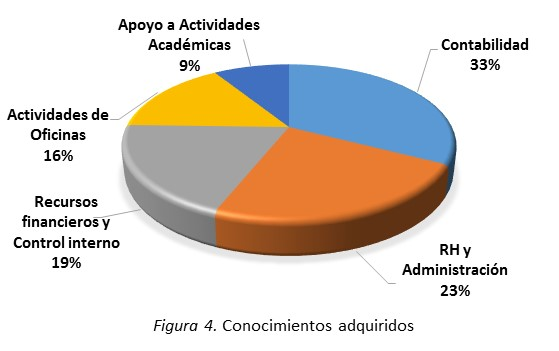 Apoyo a Actividades
Académicas
9%
Contabilidad
33%
Actividades de
Oficinas
16%
Recursos
financieros y
Control interno
19%
RH y
Administración
23%
Figura 4. Conocimientos adquiridos